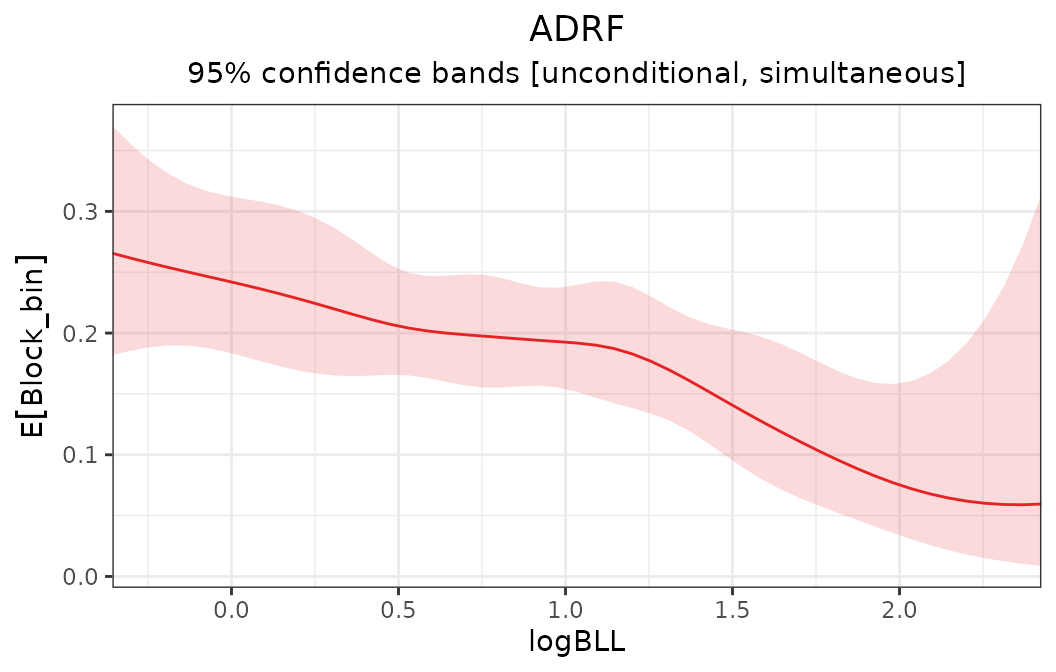 ADRF
95% confidence bands [unconditional, simultaneous]
E[Block_bin]
0.3
0.2
0.1
0.0
0.0 0.5 1.0 1.5 2.0
logBLL